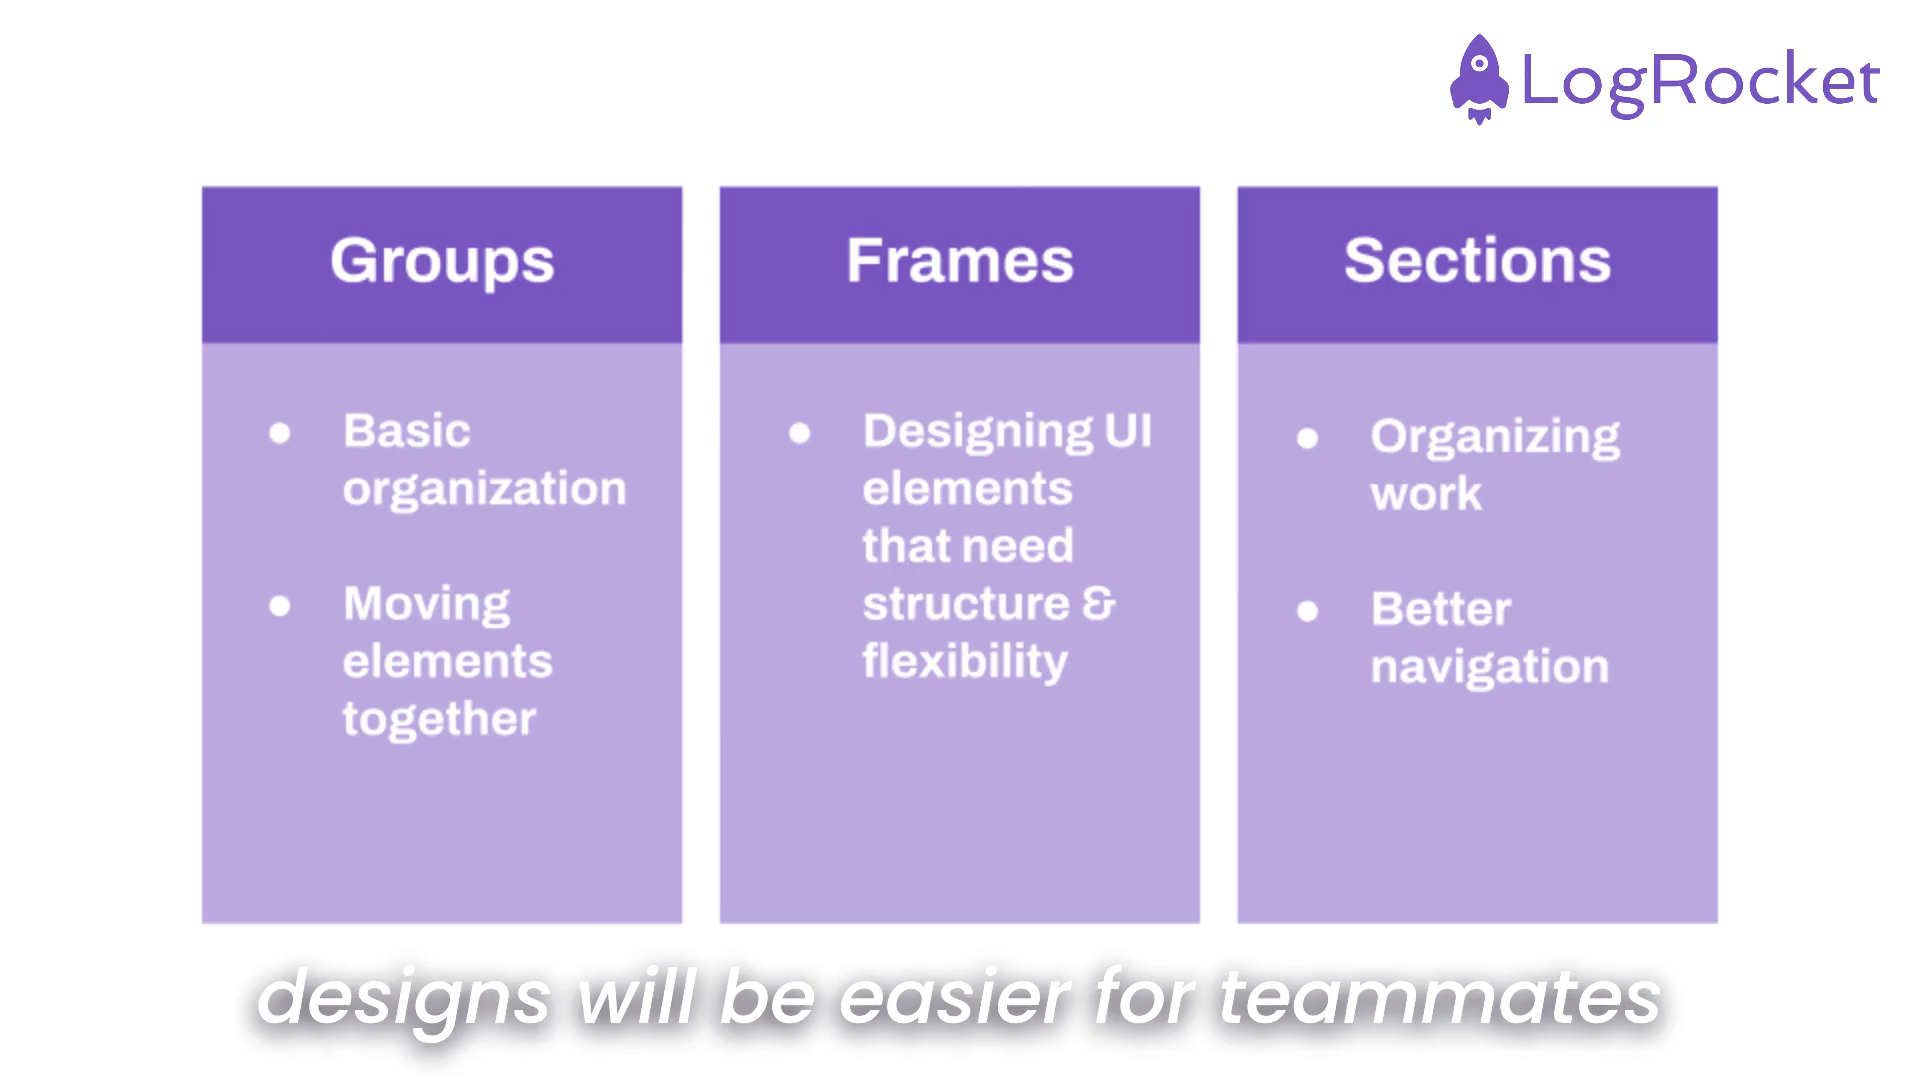 LogRocket
Groups
• Basic
organization
• Moving
elements
together
Frames
• Designing UI
elements
that need
structure &
flexibility
Sections
• Organizing
work
• Better
navigation
designs will be easier for teammates